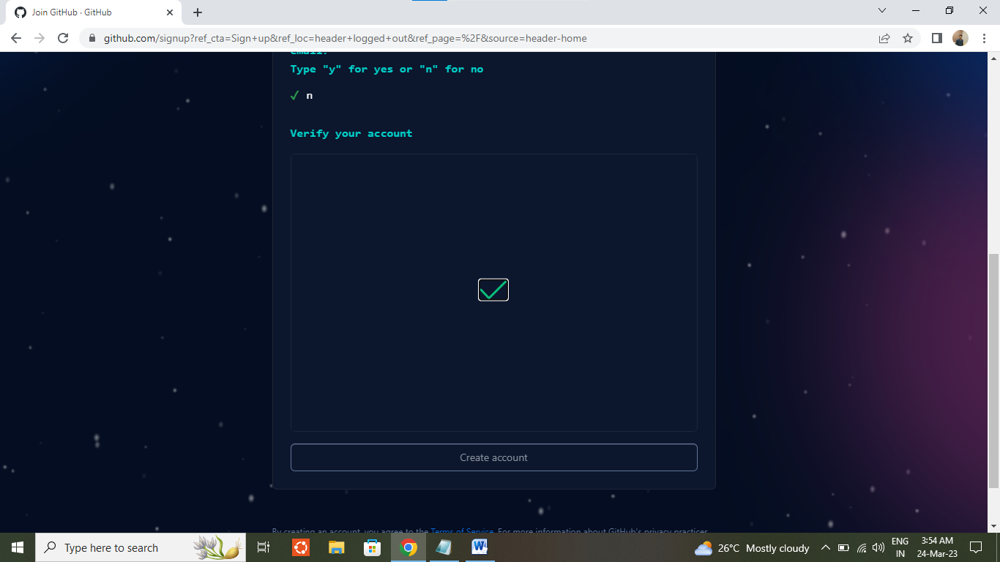 Join GitHub · GitHub
github.com/signup?ref_cta=Sign+up&ref_loc=header+logged+out&ref_page=%2F&source=header-home
email?
Type "y" for yes or "n" for no
✓ n
Verify your account
Create account
By creating an account, you agree to the Terms of Service. For more information about GitHub's privacy practices,
Type here to search
26°C Mostly cloudy
ENG
IN
3:54 AM
24-Mar-23